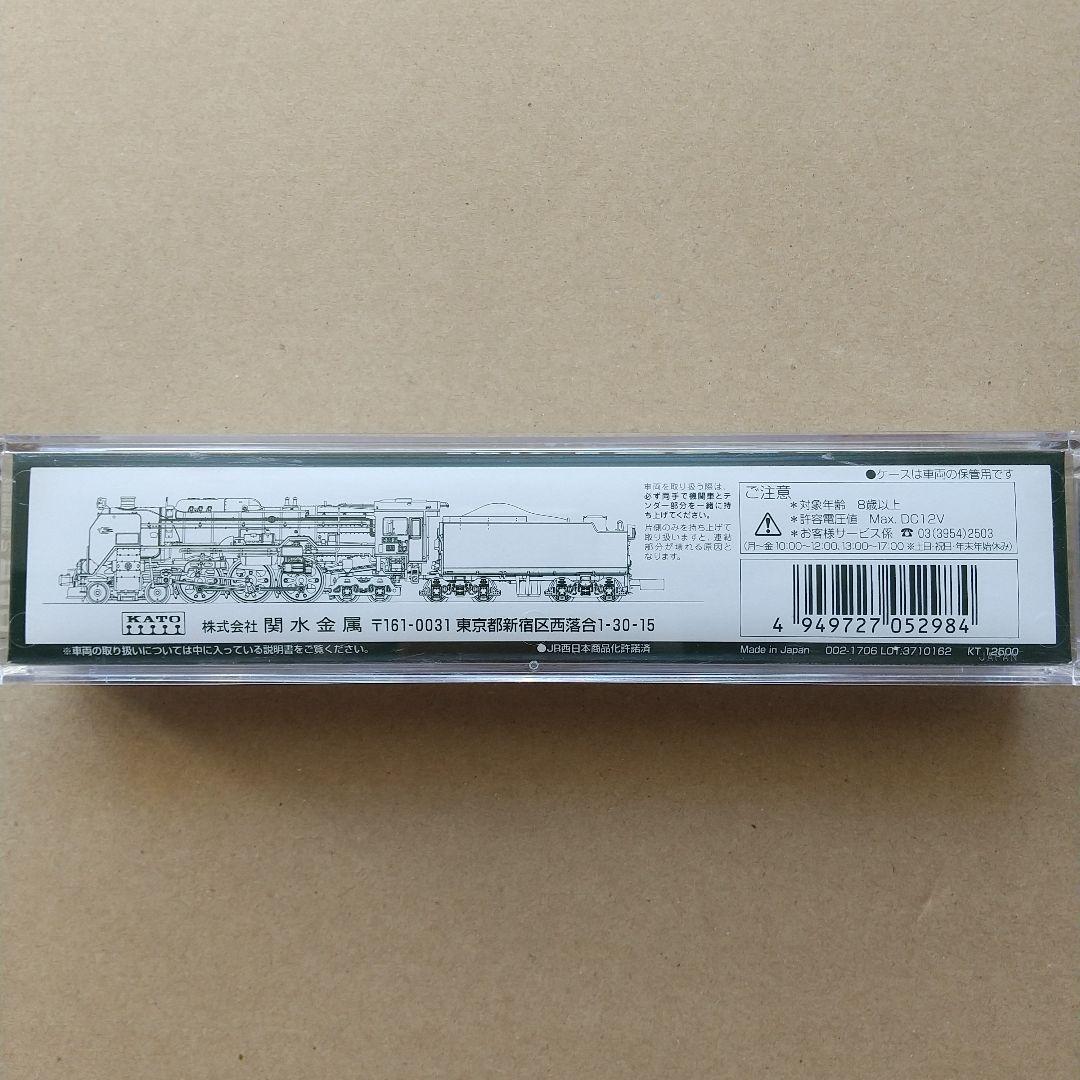 ●ケースは車両の保管用です
車両を取り扱う際は、
必ず両手で機関車とテ
ンダー部分を一緒に持
ち上げてください。
片側のみを持ち上げて
取り扱いますと、連結
部分が壊れる原因と
なります。
ご注意
＊対象年齢 8歳以上
＊許容電圧値 Max. DC12V
＊お客様サービス係 ☎ 03(3954)2503
(月〜金 10:00〜12:00, 13:00〜17:00 ※土日・祝日・年末年始休み)
4 949727 052984
KATO 株式会社 関水金属 〒161-0031 東京都新宿区西落合1-30-15
※車両の取り扱いについては中に入っている説明書をご覧ください。
●JR西日本商品化許諾済
Made in Japan 002-1706 LOT:3710162 KT 12500
JAPAN